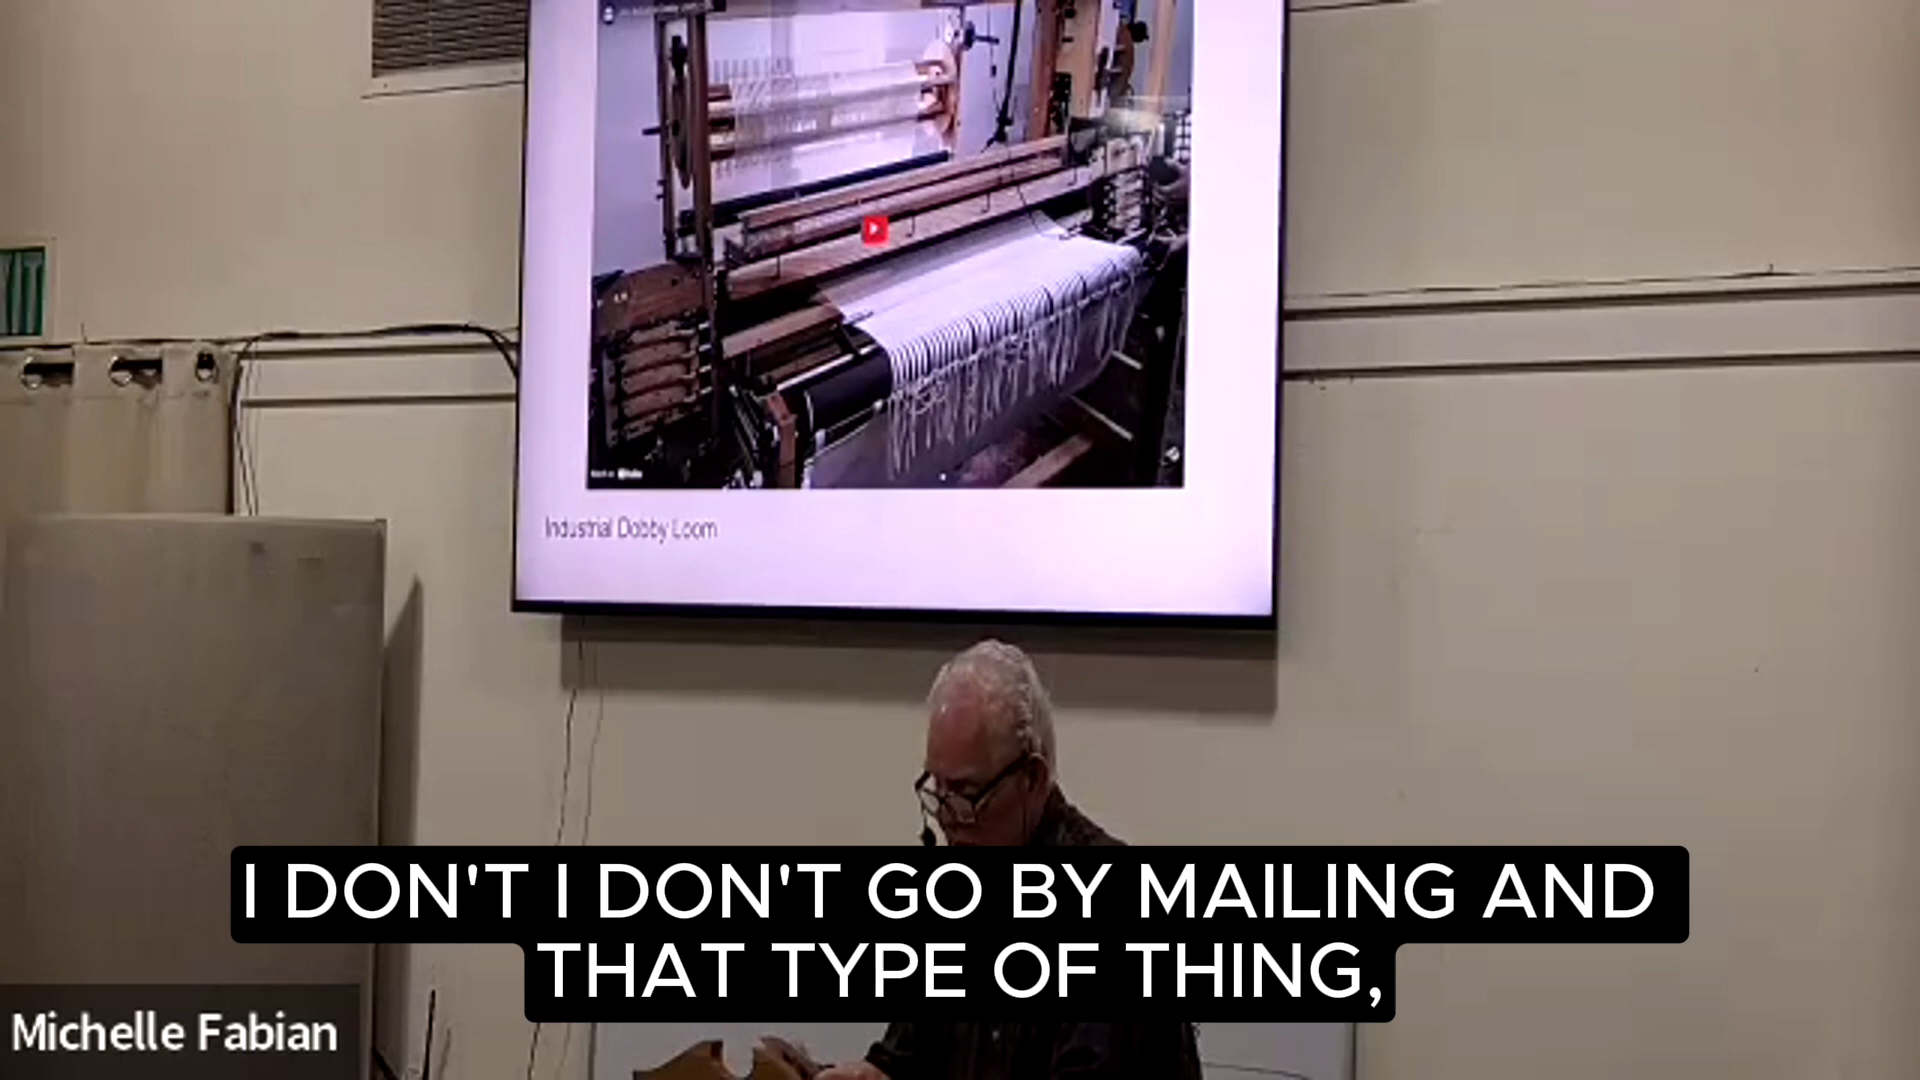 Industrial Dobby Loom
I DON'T I DON'T GO BY MAILING AND
THAT TYPE OF THING,
Michelle Fabian